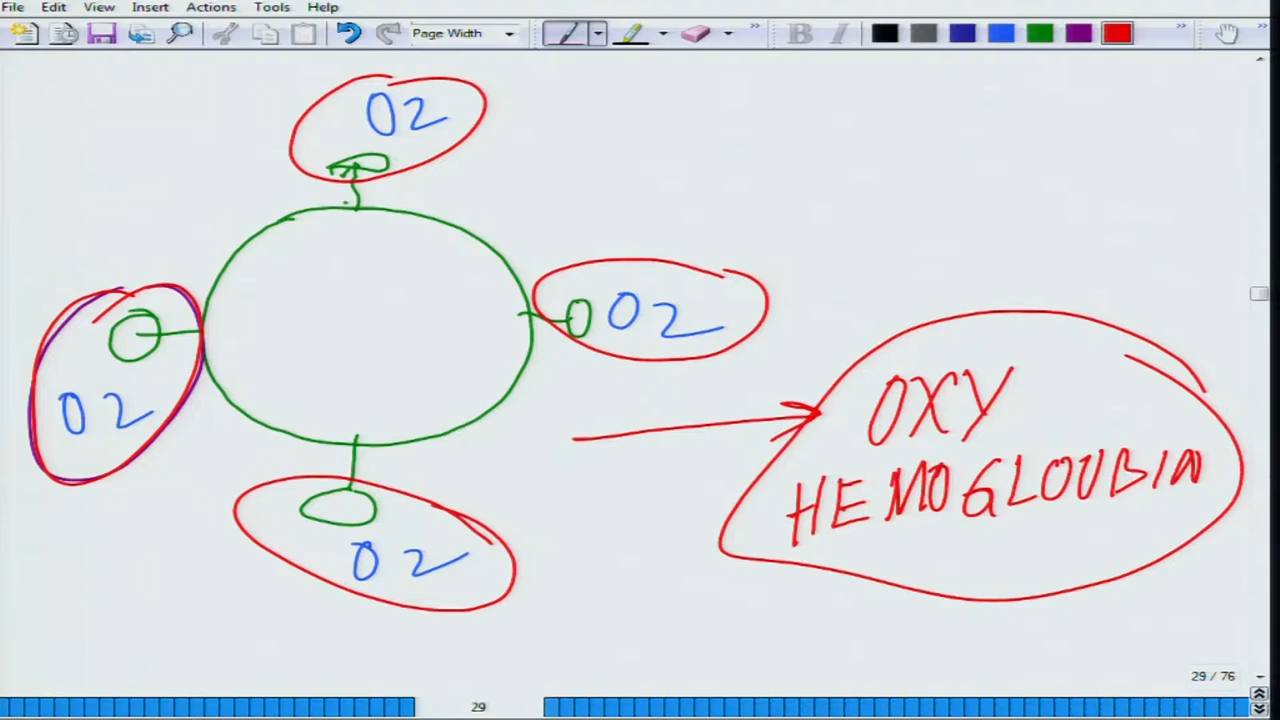 File Edit View Insert Actions Tools Help
Page Width
B I
O2
O2
O2
O2
OXY
HEMOGLOUBIN
29 / 76
29